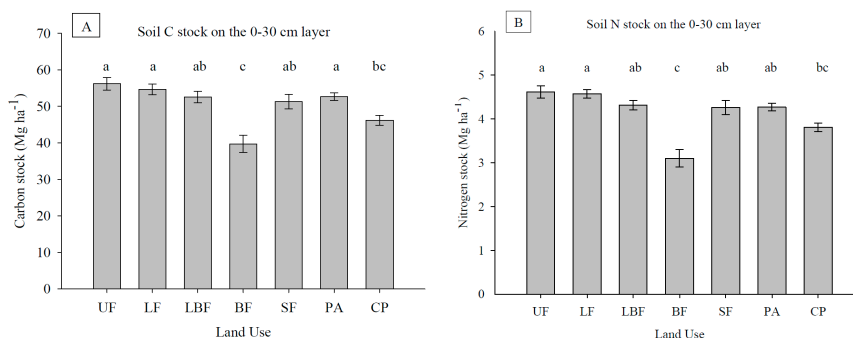 A
Soil C stock on the 0-30 cm layer
Carbon stock (Mg ha⁻¹)
70
60
50
40
30
20
10
0
a a ab c ab a bc
UF LF LBF BF SF PA CP
Land Use
B
Soil N stock on the 0-30 cm layer
Nitrogen stock (Mg ha⁻¹)
6
5
4
3
2
1
0
a a ab c ab ab bc
UF LF LBF BF SF PA CP
Land Use